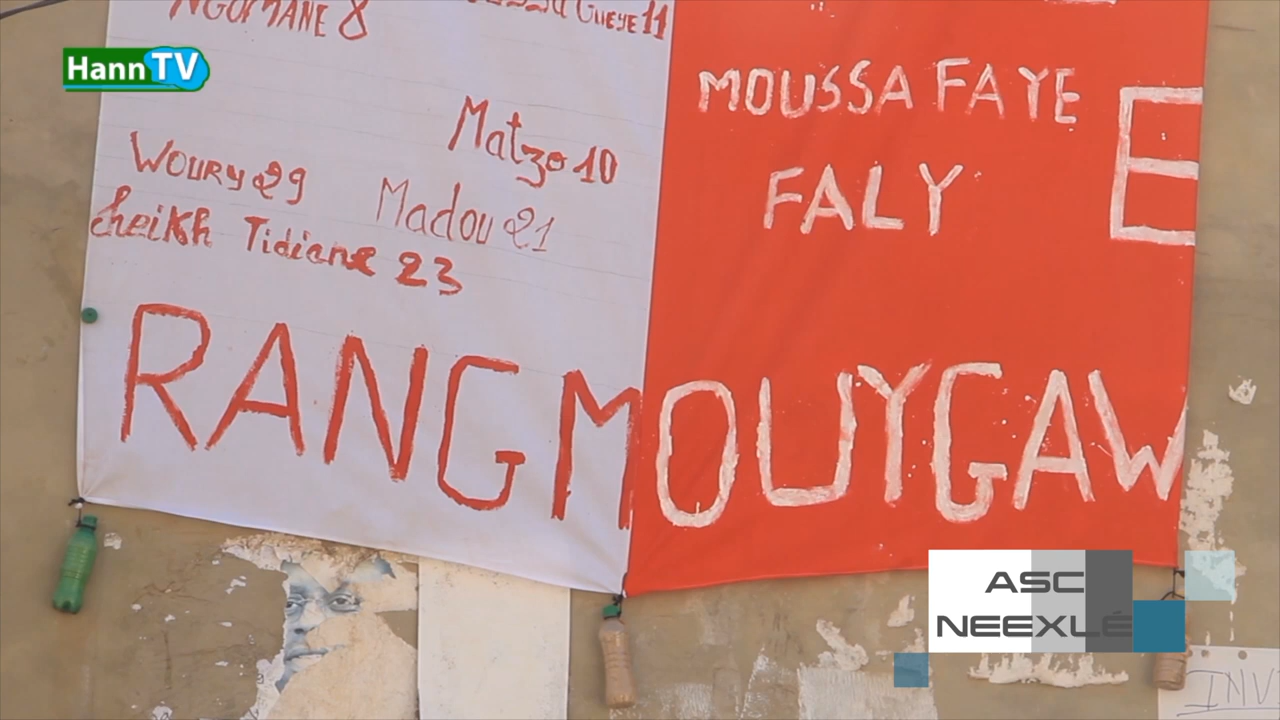 HannTV
NGOMANE 8
GUEYE 11
Matzo 10
WOURY 29
Madou 21
Cheikh Tidiane 23
RANGMOUYGAW
MOUSSA FAYE
FALY
E
ASC
NEEXLÉ
INV